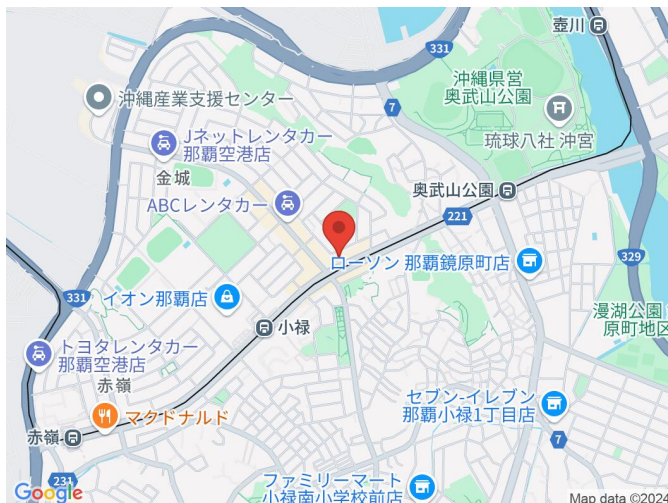 壺川
331
沖縄県営
奥武山公園
7
沖縄産業支援センター
琉球八社 沖宮
Jネットレンタカー
那覇空港店
金城
奥武山公園
ABCレンタカー
221
ローソン 那覇鏡原町店
329
331
イオン那覇店
漫湖公園
原町地区
小禄
トヨタレンタカー
那覇空港店
赤嶺
セブン-イレブン
那覇小禄1丁目店
マクドナルド
赤嶺
7
231
ファミリーマート
小禄南小学校前店
Google
Map data ©2024